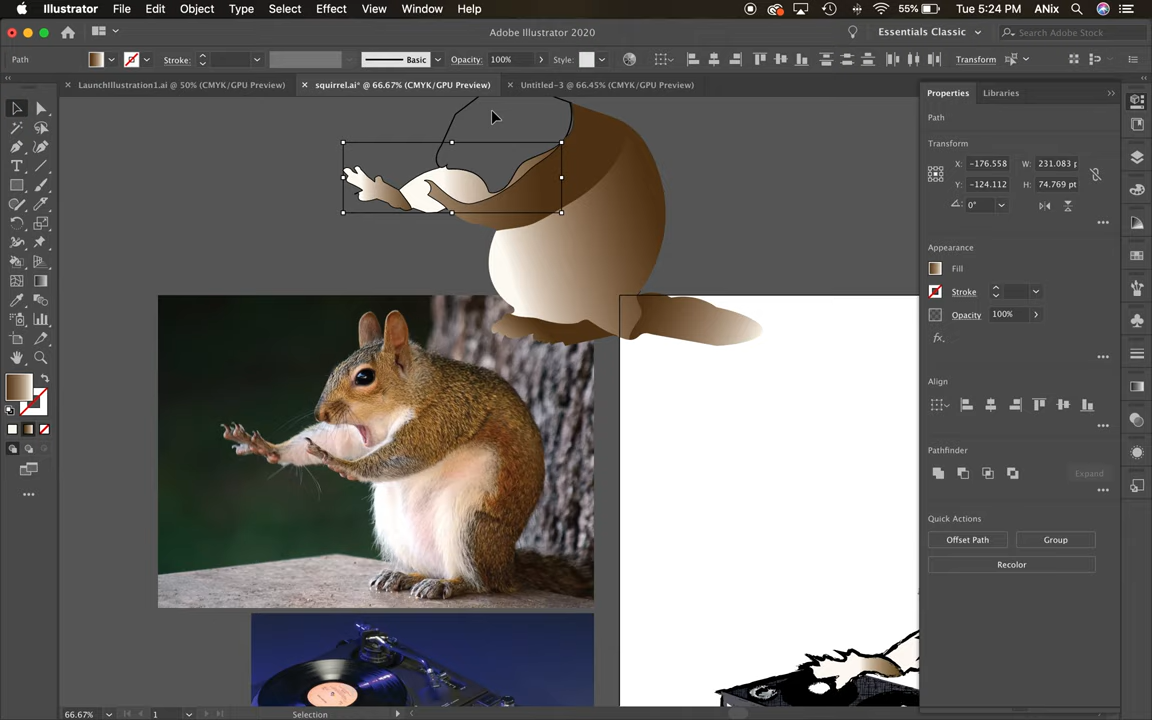 Illustrator File Edit Object Type Select Effect View Window Help 55% Tue 5:24 PM ANix
Adobe Illustrator 2020 Essentials Classic Search Adobe Stock
Path Stroke: Basic Opacity: 100% Style: Transform
× LaunchIllustration1.ai @ 50% (CMYK/GPU Preview) × squirrel.ai* @ 66.67% (CMYK/GPU Preview) × Untitled-3 @ 66.45% (CMYK/GPU Preview)
Properties Libraries
Path
Transform
X: -176.558 W: 231.083 p
Y: -124.112 H: 74.769 pt
0°
Appearance
Fill
Stroke
Opacity 100%
fx
Align
Pathfinder
Expand
Quick Actions
Offset Path Group
Recolor
66.67% 1 Selection